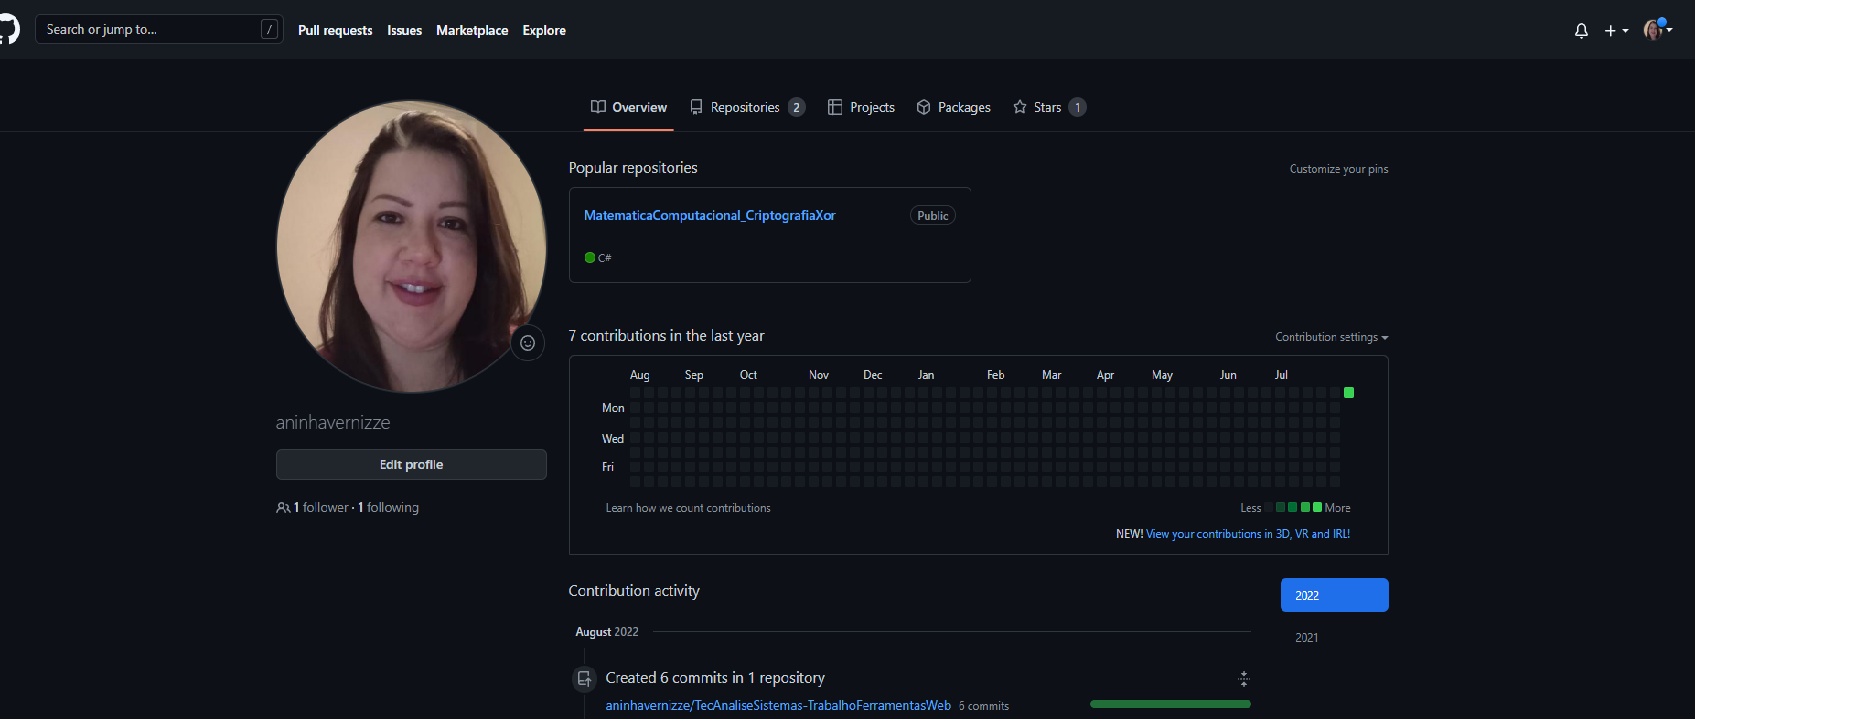 Search or jump to... /
Pull requests Issues Marketplace Explore
Overview Repositories 2 Projects Packages Stars 1
Popular repositories
Customize your pins
MatematicaComputacional_CriptografiaXor Public
C#
7 contributions in the last year
Contribution settings
Aug Sep Oct Nov Dec Jan Feb Mar Apr May Jun Jul
Mon
Wed
Fri
Learn how we count contributions
Less More
NEW! View your contributions in 3D, VR and IRL!
aninhavernizze
Edit profile
1 follower · 1 following
Contribution activity
2022
2021
August 2022
Created 6 commits in 1 repository
aninhavernizze/TecAnaliseSistemas-TrabalhoFerramentasWeb 6 commits